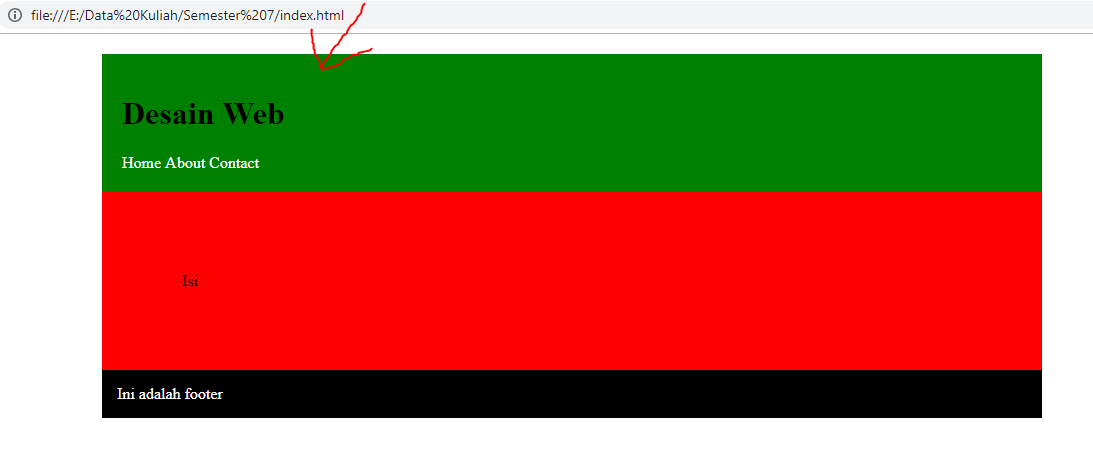 file:///E:/Data%20Kuliah/Semester%207/index.html
Desain Web
Home About Contact
Isi
Ini adalah footer